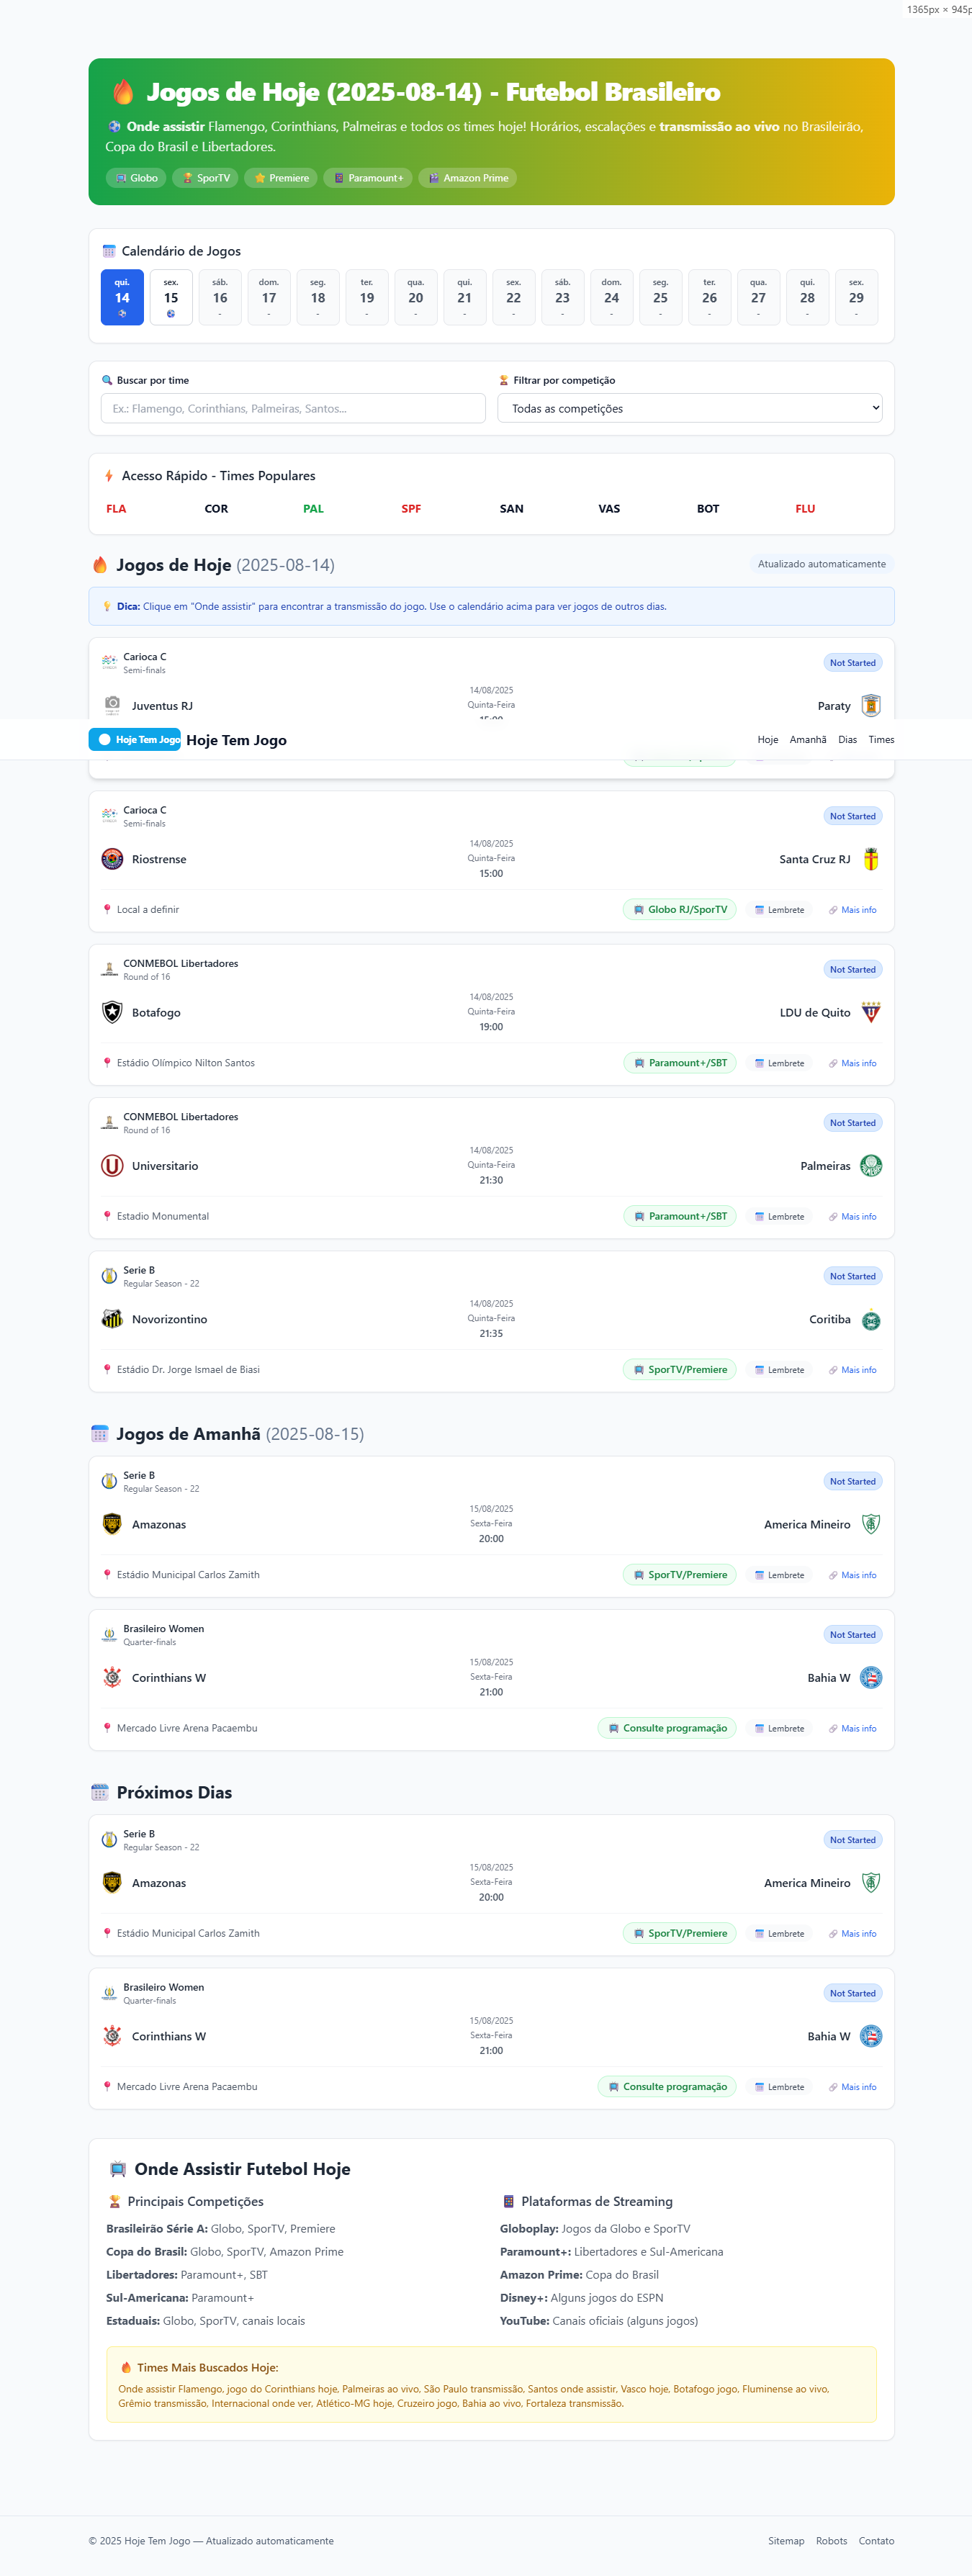 1365px × 945p
Jogos de Hoje (2025-08-14) - Futebol Brasileiro
Onde assistir Flamengo, Corinthians, Palmeiras e todos os times hoje! Horários, escalações e transmissão ao vivo no Brasileirão,
Copa do Brasil e Libertadores.
Globo SporTV Premiere Paramount+ Amazon Prime
Calendário de Jogos
qui. sex. sáb. dom. seg. ter. qua. qui. sex. sáb. dom. seg. ter. qua. qui. sex.
14 15 16 17 18 19 20 21 22 23 24 25 26 27 28 29
- - - - - - - - - - - - - -
Buscar por time
Ex.: Flamengo, Corinthians, Palmeiras, Santos...
Filtrar por competição
Todas as competições
Acesso Rápido - Times Populares
FLA COR PAL SPF SAN VAS BOT FLU
Jogos de Hoje (2025-08-14)
Atualizado automaticamente
Dica: Clique em "Onde assistir" para encontrar a transmissão do jogo. Use o calendário acima para ver jogos de outros dias.
Carioca C
Semi-finals
Not Started
Juventus RJ
14/08/2025
Quinta-Feira
Paraty
Hoje Tem Jogo Hoje Tem Jogo
Hoje Amanhã Dias Times
Carioca C
Semi-finals
Not Started
Riostrense
14/08/2025
Quinta-Feira
15:00
Santa Cruz RJ
Local a definir
Globo RJ/SporTV Lembrete Mais info
CONMEBOL Libertadores
Round of 16
Not Started
Botafogo
14/08/2025
Quinta-Feira
19:00
LDU de Quito
Estádio Olímpico Nilton Santos
Paramount+/SBT Lembrete Mais info
CONMEBOL Libertadores
Round of 16
Not Started
Universitario
14/08/2025
Quinta-Feira
21:30
Palmeiras
Estadio Monumental
Paramount+/SBT Lembrete Mais info
Serie B
Regular Season - 22
Not Started
Novorizontino
14/08/2025
Quinta-Feira
21:35
Coritiba
Estádio Dr. Jorge Ismael de Biasi
SporTV/Premiere Lembrete Mais info
Jogos de Amanhã (2025-08-15)
Serie B
Regular Season - 22
Not Started
Amazonas
15/08/2025
Sexta-Feira
20:00
America Mineiro
Estádio Municipal Carlos Zamith
SporTV/Premiere Lembrete Mais info
Brasileiro Women
Quarter-finals
Not Started
Corinthians W
15/08/2025
Sexta-Feira
21:00
Bahia W
Mercado Livre Arena Pacaembu
Consulte programação Lembrete Mais info
Próximos Dias
Serie B
Regular Season - 22
Not Started
Amazonas
15/08/2025
Sexta-Feira
20:00
America Mineiro
Estádio Municipal Carlos Zamith
SporTV/Premiere Lembrete Mais info
Brasileiro Women
Quarter-finals
Not Started
Corinthians W
15/08/2025
Sexta-Feira
21:00
Bahia W
Mercado Livre Arena Pacaembu
Consulte programação Lembrete Mais info
Onde Assistir Futebol Hoje
Principais Competições
Brasileirão Série A: Globo, SporTV, Premiere
Copa do Brasil: Globo, SporTV, Amazon Prime
Libertadores: Paramount+, SBT
Sul-Americana: Paramount+
Estaduais: Globo, SporTV, canais locais
Plataformas de Streaming
Globoplay: Jogos da Globo e SporTV
Paramount+: Libertadores e Sul-Americana
Amazon Prime: Copa do Brasil
Disney+: Alguns jogos do ESPN
YouTube: Canais oficiais (alguns jogos)
Times Mais Buscados Hoje:
Onde assistir Flamengo, jogo do Corinthians hoje, Palmeiras ao vivo, São Paulo transmissão, Santos onde assistir, Vasco hoje, Botafogo jogo, Fluminense ao vivo,
Grêmio transmissão, Internacional onde ver, Atlético-MG hoje, Cruzeiro jogo, Bahia ao vivo, Fortaleza transmissão.
© 2025 Hoje Tem Jogo — Atualizado automaticamente
Sitemap Robots Contato